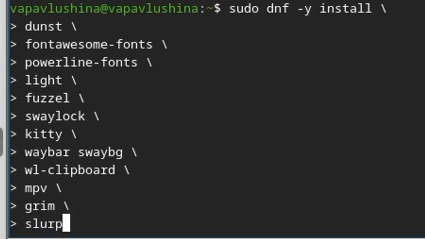 vapavlushina@vapavlushina:~$ sudo dnf -y install \
> dunst \
> fontawesome-fonts \
> powerline-fonts \
> light \
> fuzzel \
> swaylock \
> kitty \
> waybar swaybg \
> wl-clipboard \
> mpv \
> grim \
> slurp